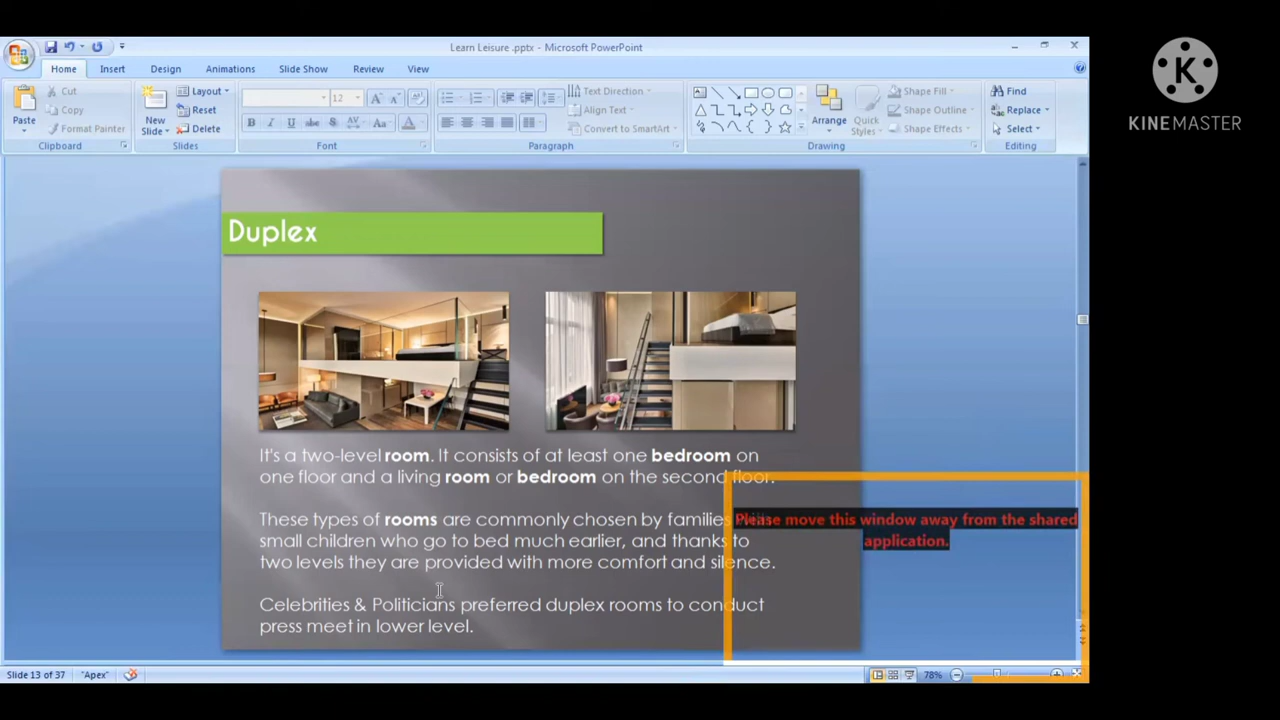 Learn Leisure .pptx - Microsoft PowerPoint
Home Insert Design Animations Slide Show Review View
Paste
Cut
Copy
Format Painter
Clipboard
New Slide
Layout
Reset
Delete
Slides
12
B I U abc S AV Aa A
Font
Text Direction
Align Text
Convert to SmartArt
Paragraph
Arrange
Quick Styles
Shape Fill
Shape Outline
Shape Effects
Drawing
Find
Replace
Select
Editing
K
KINEMASTER
Duplex
It's a two-level room. It consists of at least one bedroom on
one floor and a living room or bedroom on the second floor.
These types of rooms are commonly chosen by families
small children who go to bed much earlier, and thanks to
two levels they are provided with more comfort and silence.
Celebrities & Politicians preferred duplex rooms to conduct
press meet in lower level.
Please move this window away from the shared
application.
Slide 13 of 37 "Apex" 78%